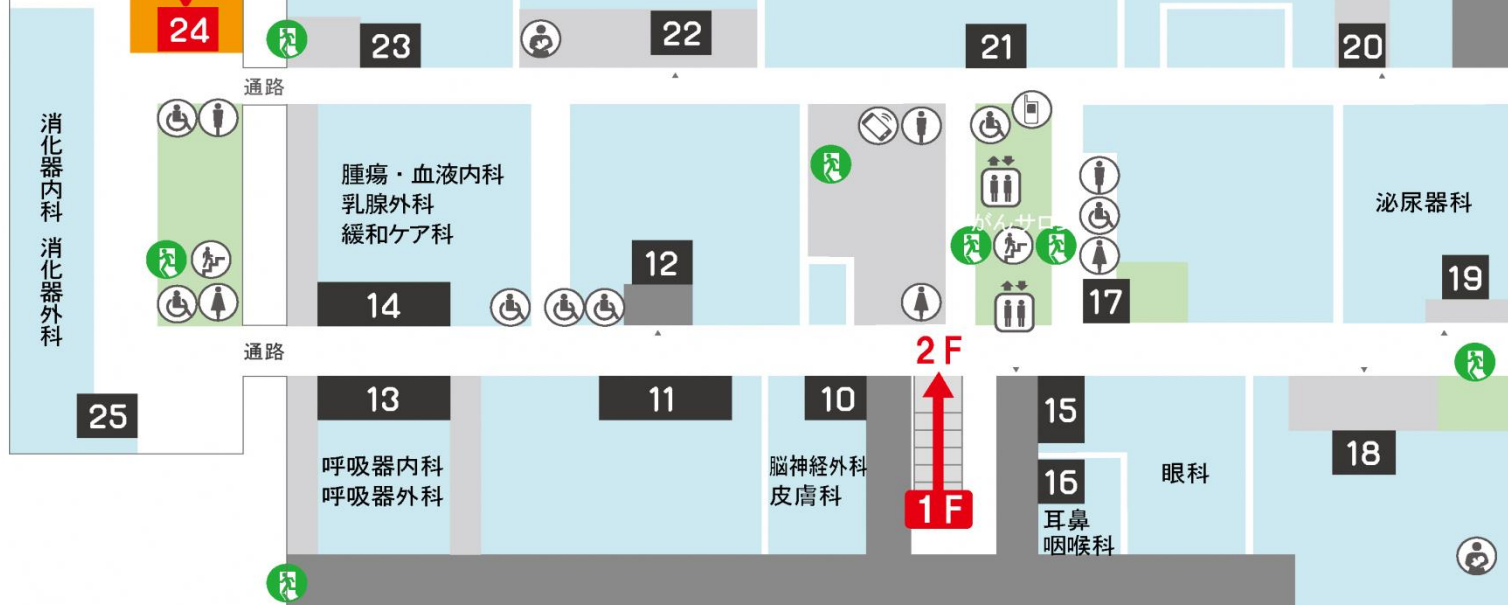 24
23
22
21
20
通路
消化器内科 消化器外科
腫瘍・血液内科
乳腺外科
緩和ケア科
がんサロ
泌尿器科
12
14
17
19
通路
2F
25
13
11
10
15
18
呼吸器内科
呼吸器外科
脳神経外科
皮膚科
1F
16
耳鼻
咽喉科
眼科